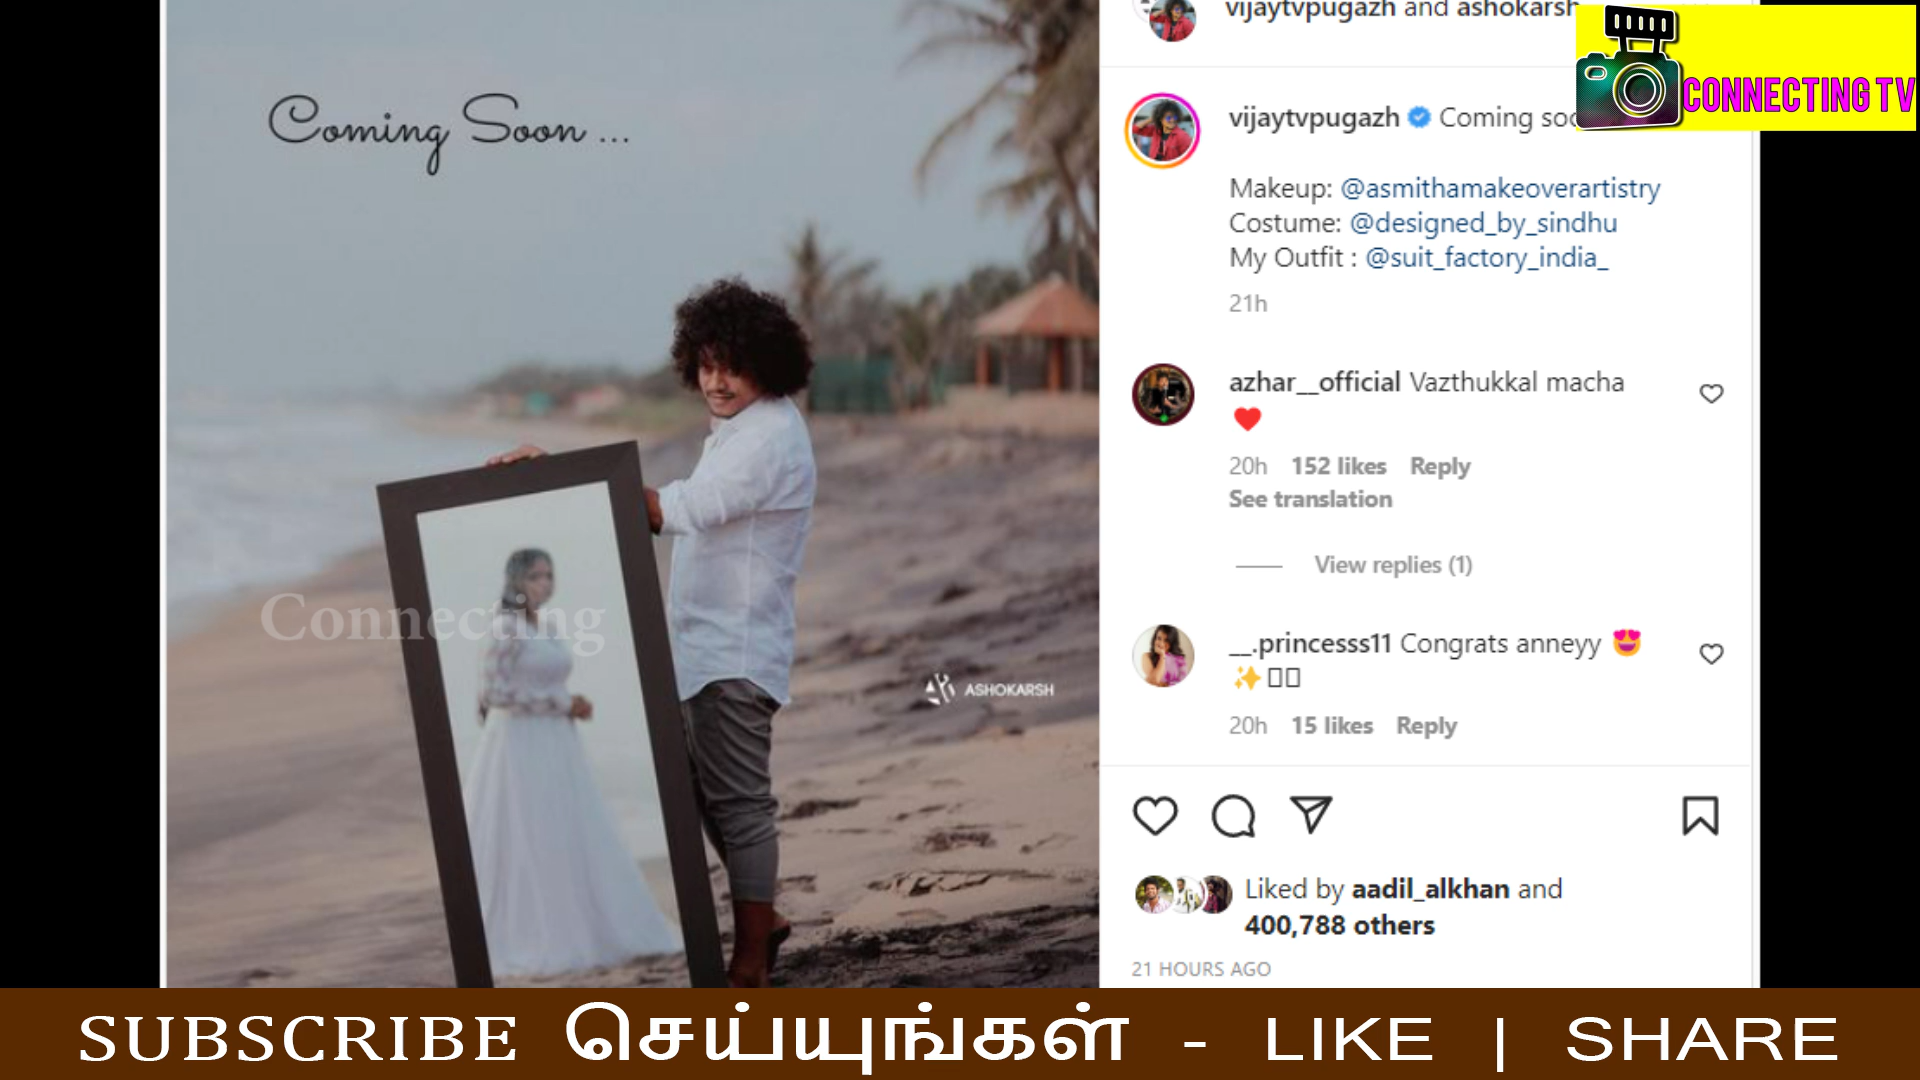 Coming Soon ...
Connecting
ASHOKARSH
vijaytvpugazh and ashokarsh
CONNECTING TV
vijaytvpugazh Coming
Makeup: @asmithamakeoverartistry
Costume: @designed_by_sindhu
My Outfit : @suit_factory_india_
21h
azhar__official Vazthukkal macha
❤️
20h 152 likes Reply
See translation
View replies (1)
__.princesss11 Congrats anneyy 😍
✨
20h 15 likes Reply
Liked by aadil_alkhan and
400,788 others
21 HOURS AGO
SUBSCRIBE செய்யுங்கள் - LIKE | SHARE